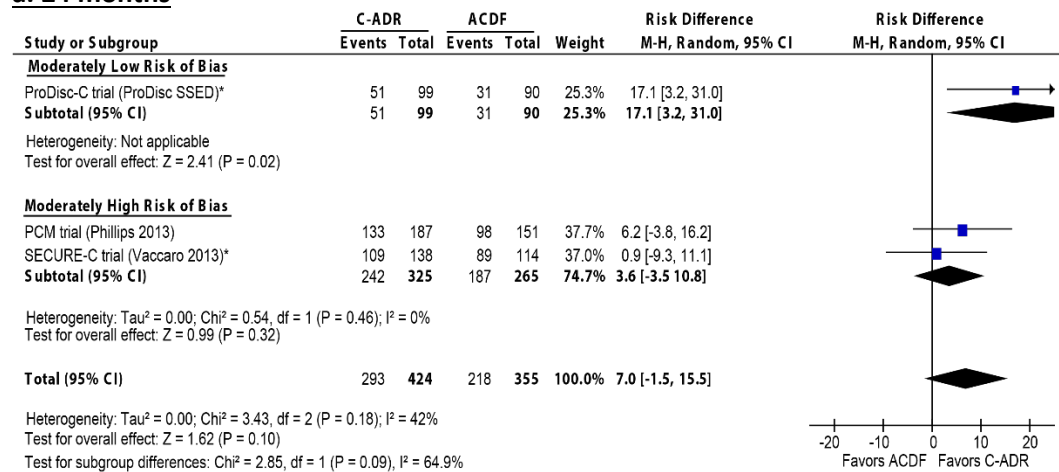 24 Months
C-ADR ACDF Risk Difference Risk Difference
Study or Subgroup Events Total Events Total Weight M-H, Random, 95% CI M-H, Random, 95% CI
Moderately Low Risk of Bias
ProDisc-C trial (ProDisc SSED)* 51 99 31 90 25.3% 17.1 [3.2, 31.0]
Subtotal (95% CI) 51 99 31 90 25.3% 17.1 [3.2, 31.0]
Heterogeneity: Not applicable
Test for overall effect: Z = 2.41 (P = 0.02)
Moderately High Risk of Bias
PCM trial (Phillips 2013) 133 187 98 151 37.7% 6.2 [-3.8, 16.2]
SECURE-C trial (Vaccaro 2013)* 109 138 89 114 37.0% 0.9 [-9.3, 11.1]
Subtotal (95% CI) 242 325 187 265 74.7% 3.6 [-3.5 10.8]
Heterogeneity: Tau² = 0.00; Chi² = 0.54, df = 1 (P = 0.46); I² = 0%
Test for overall effect: Z = 0.99 (P = 0.32)
Total (95% CI) 293 424 218 355 100.0% 7.0 [-1.5, 15.5]
Heterogeneity: Tau² = 0.00; Chi² = 3.43, df = 2 (P = 0.18); I² = 42%
Test for overall effect: Z = 1.62 (P = 0.10)
Test for subgroup differences: Chi² = 2.85, df = 1 (P = 0.09), I² = 64.9%
-20 -10 0 10 20
Favors ACDF Favors C-ADR